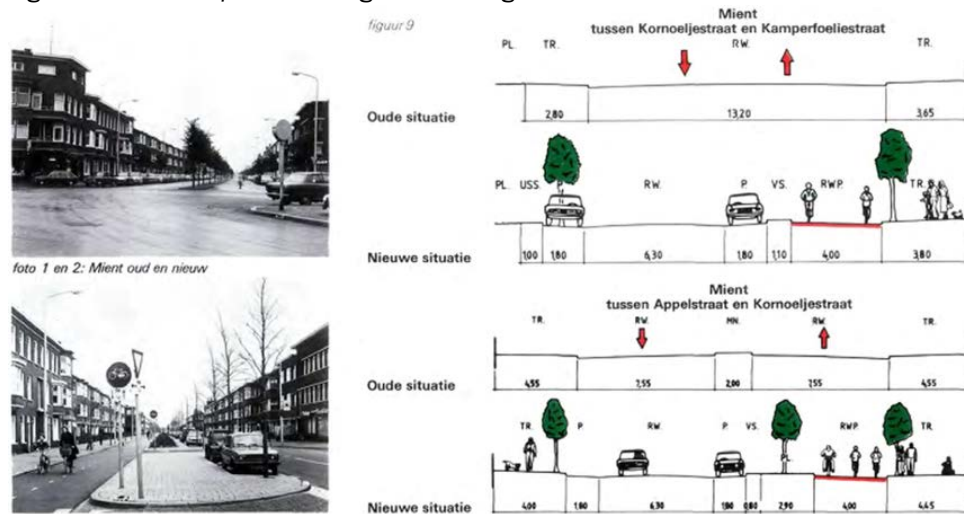 figuur 9
Mient
tussen Kornoeljestraat en Kamperfoeliestraat
PL. TR. RW. TR.
Oude situatie
2,80 13,20 3,65
PL. USS. RW. P. VS. RWP. TR.
Nieuwe situatie
100 1,80 6,30 1,80 1,10 4,00 3,80
foto 1 en 2: Mient oud en nieuw
Mient
tussen Appelstraat en Kornoeljestraat
TR. RW. MN. RW. TR.
Oude situatie
4,55 7,55 2,00 7,55 4,55
TR. P. RW. P. VS. RWP. TR.
Nieuwe situatie
4,00 1,80 6,30 1,80 0,80 2,90 4,00 4,45